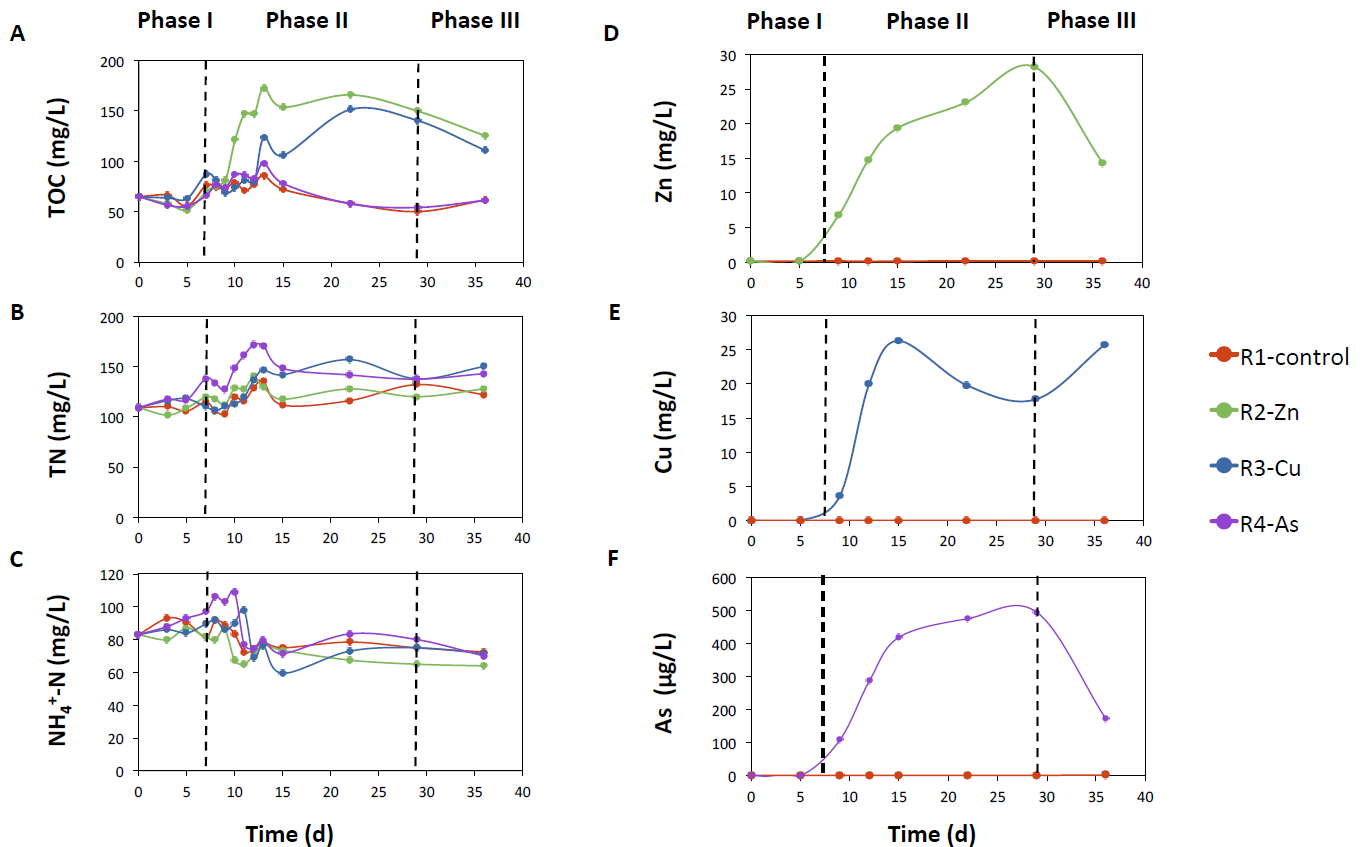 Phase I Phase II Phase III
A
TOC (mg/L)
200
150
100
50
0
0 5 10 15 20 25 30 35 40
B
TN (mg/L)
200
150
100
50
0
0 5 10 15 20 25 30 35 40
C
NH₄⁺-N (mg/L)
120
100
80
60
40
20
0
0 5 10 15 20 25 30 35 40
Time (d)
Phase I Phase II Phase III
D
Zn (mg/L)
30
25
20
15
10
5
0
0 5 10 15 20 25 30 35 40
E
Cu (mg/L)
30
25
20
15
10
5
0
0 5 10 15 20 25 30 35 40
F
As (µg/L)
600
500
400
300
200
100
0
0 5 10 15 20 25 30 35 40
Time (d)
R1-control
R2-Zn
R3-Cu
R4-As